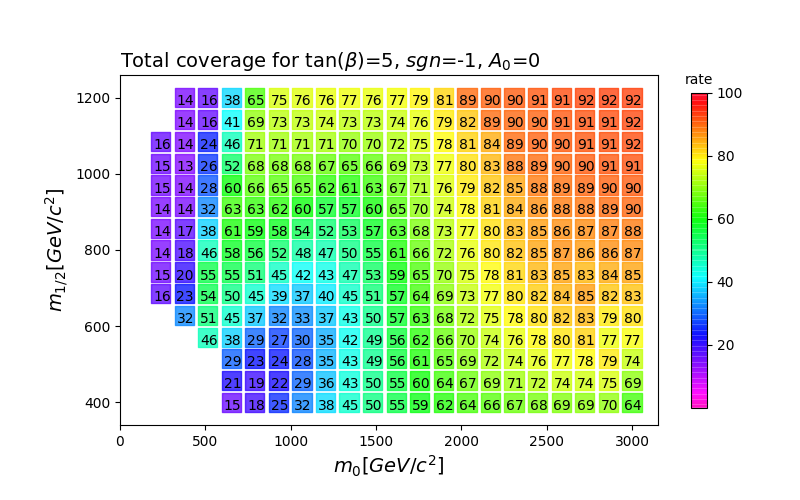 Total coverage for tan(β)=5, sgn=-1, A₀=0
rate
1200 14 16 38 65 75 76 76 77 76 77 79 81 89 90 90 91 91 92 92 92 100
14 16 41 69 73 73 74 73 73 74 76 79 82 89 90 90 91 91 91 92
16 14 24 46 71 71 71 71 70 70 72 75 78 81 84 89 90 90 91 91 92
1000 15 13 26 52 68 68 68 67 65 66 69 73 77 80 83 88 89 90 90 91 91 80
15 14 28 60 66 65 65 62 61 63 67 71 76 79 82 85 88 89 89 90 90
14 14 32 63 63 62 60 57 57 60 65 70 74 78 81 84 86 88 88 89 90 60
14 17 38 61 59 58 54 52 53 57 63 68 73 77 80 83 85 86 87 87 88
800 14 18 46 58 56 52 48 47 50 55 61 66 72 76 80 82 85 87 86 86 87
15 20 55 55 51 45 42 43 47 53 59 65 70 75 78 81 83 85 83 84 85 40
16 23 54 50 45 39 37 40 45 51 57 64 69 73 77 80 82 84 85 82 83
600 32 51 45 37 32 33 37 43 50 57 63 68 72 75 78 80 82 83 79 80
46 38 29 27 30 35 42 49 56 62 66 70 74 76 78 80 81 77 77 20
29 23 24 28 35 43 49 56 61 65 69 72 74 76 77 78 79 74
21 19 22 29 36 43 50 55 60 64 67 69 71 72 74 74 75 69
400 15 18 25 32 38 45 50 55 59 62 64 66 67 68 69 69 70 64
m₁/₂[GeV/c²]
0 500 1000 1500 2000 2500 3000
m₀[GeV/c²]